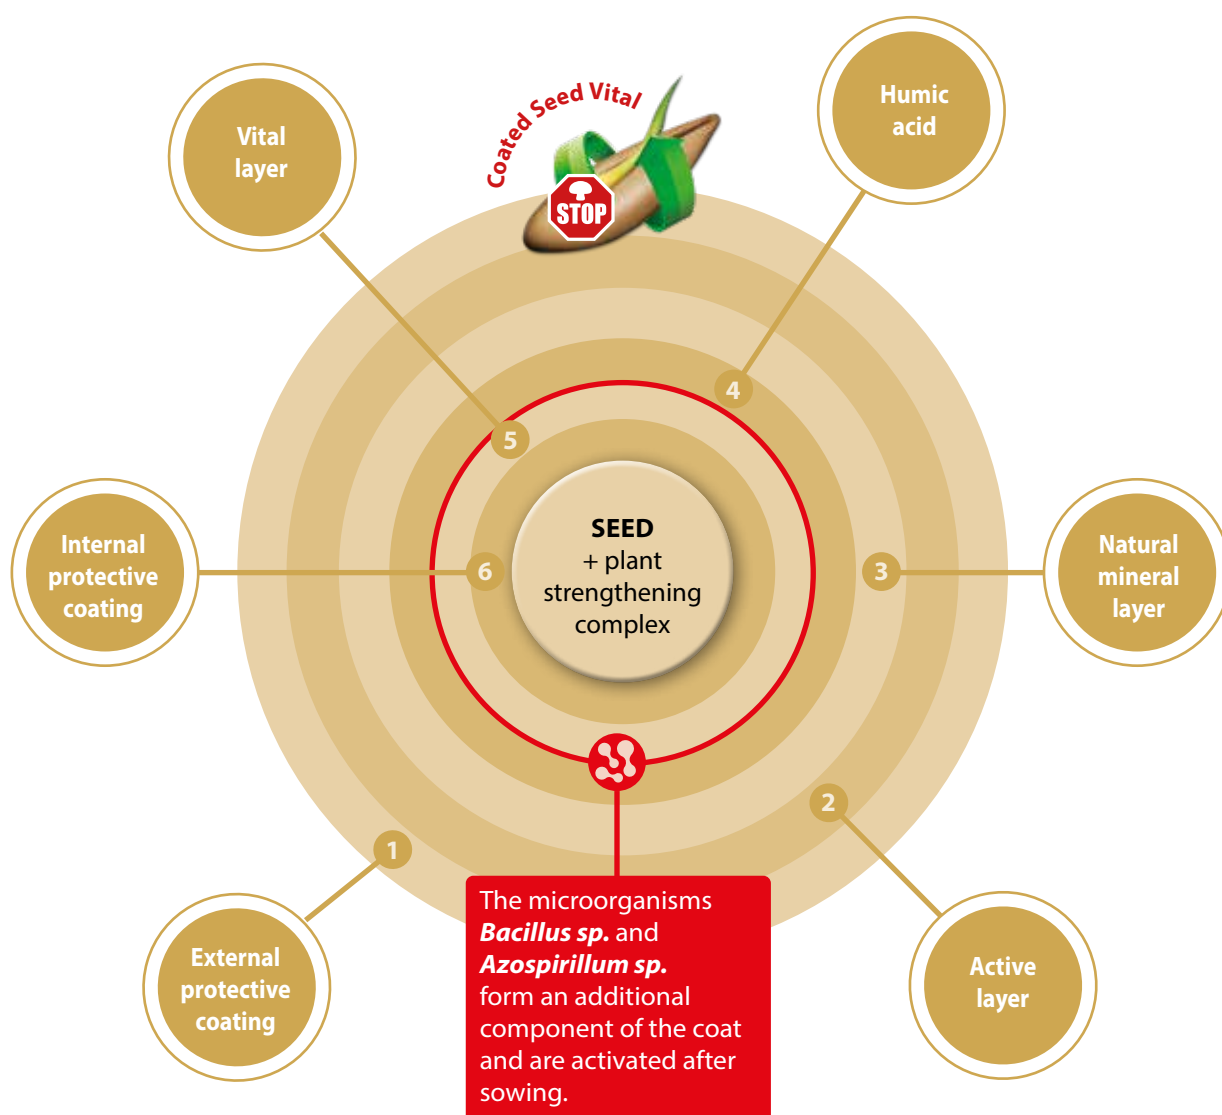 Coated Seed Vital
STOP
Vital
layer
Humic
acid
4
5
Internal
protective
coating
6
SEED
+ plant
strengthening
complex
3
Natural
mineral
layer
2
1
External
protective
coating
The microorganisms
Bacillus sp. and
Azospirillum sp.
form an additional
component of the coat
and are activated after
sowing.
Active
layer